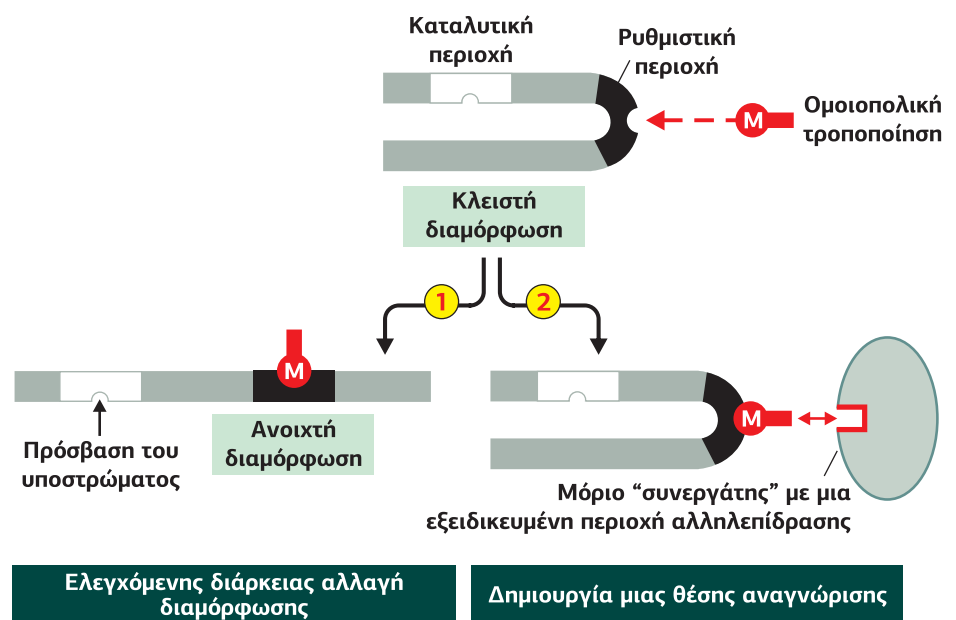 Καταλυτική
περιοχή
Ρυθμιστική
περιοχή
M
Ομοιοπολική
τροποποίηση
Κλειστή
διαμόρφωση
1
2
M
Πρόσβαση του
υποστρώματος
Ανοιχτή
διαμόρφωση
M
Μόριο “συνεργάτης” με μια
εξειδικευμένη περιοχή αλληλεπίδρασης
Ελεγχόμενης διάρκειας αλλαγή
διαμόρφωσης
Δημιουργία μιας θέσης αναγνώρισης